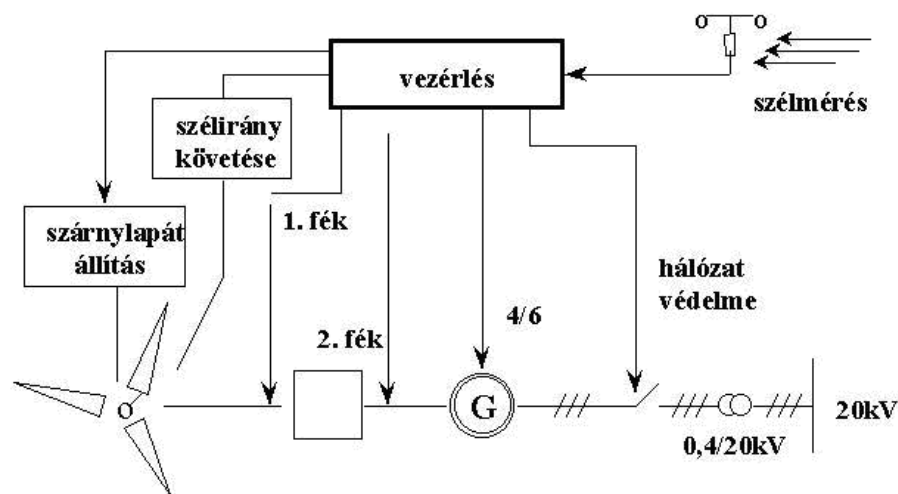 vezérlés
szélmérés
szélirány
követése
szárnylapát
állítás
1. fék
2. fék
4/6
hálózat
védelme
G
0,4/20kV
20kV